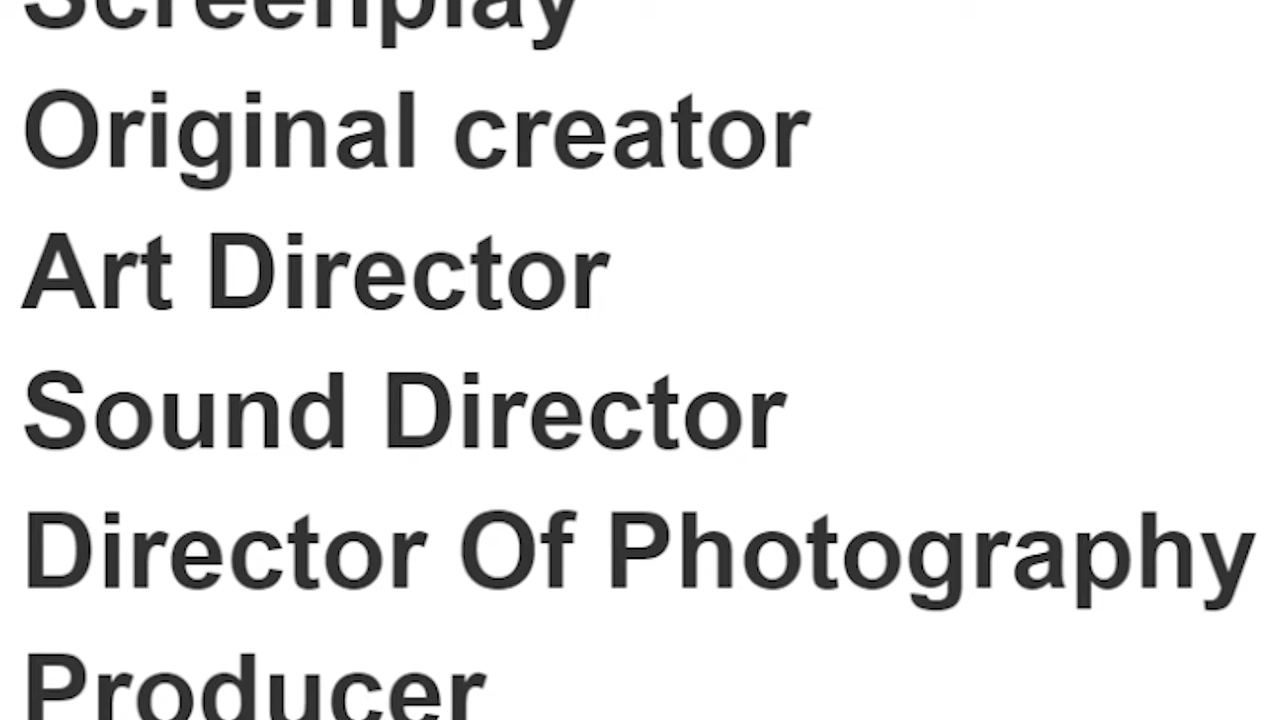 Screenplay
Original creator
Art Director
Sound Director
Director Of Photography
Producer